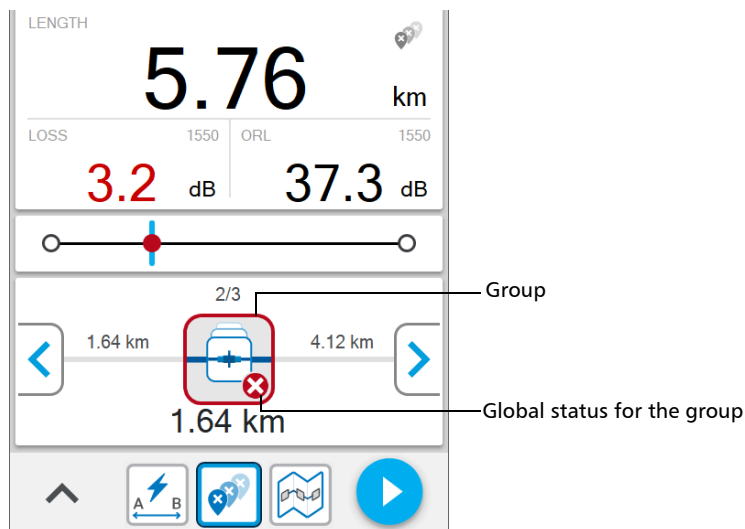 LENGTH
5.76 km
LOSS 1550 ORL 1550
3.2 dB 37.3 dB
2/3
Group
1.64 km 4.12 km
Global status for the group
1.64 km
A B